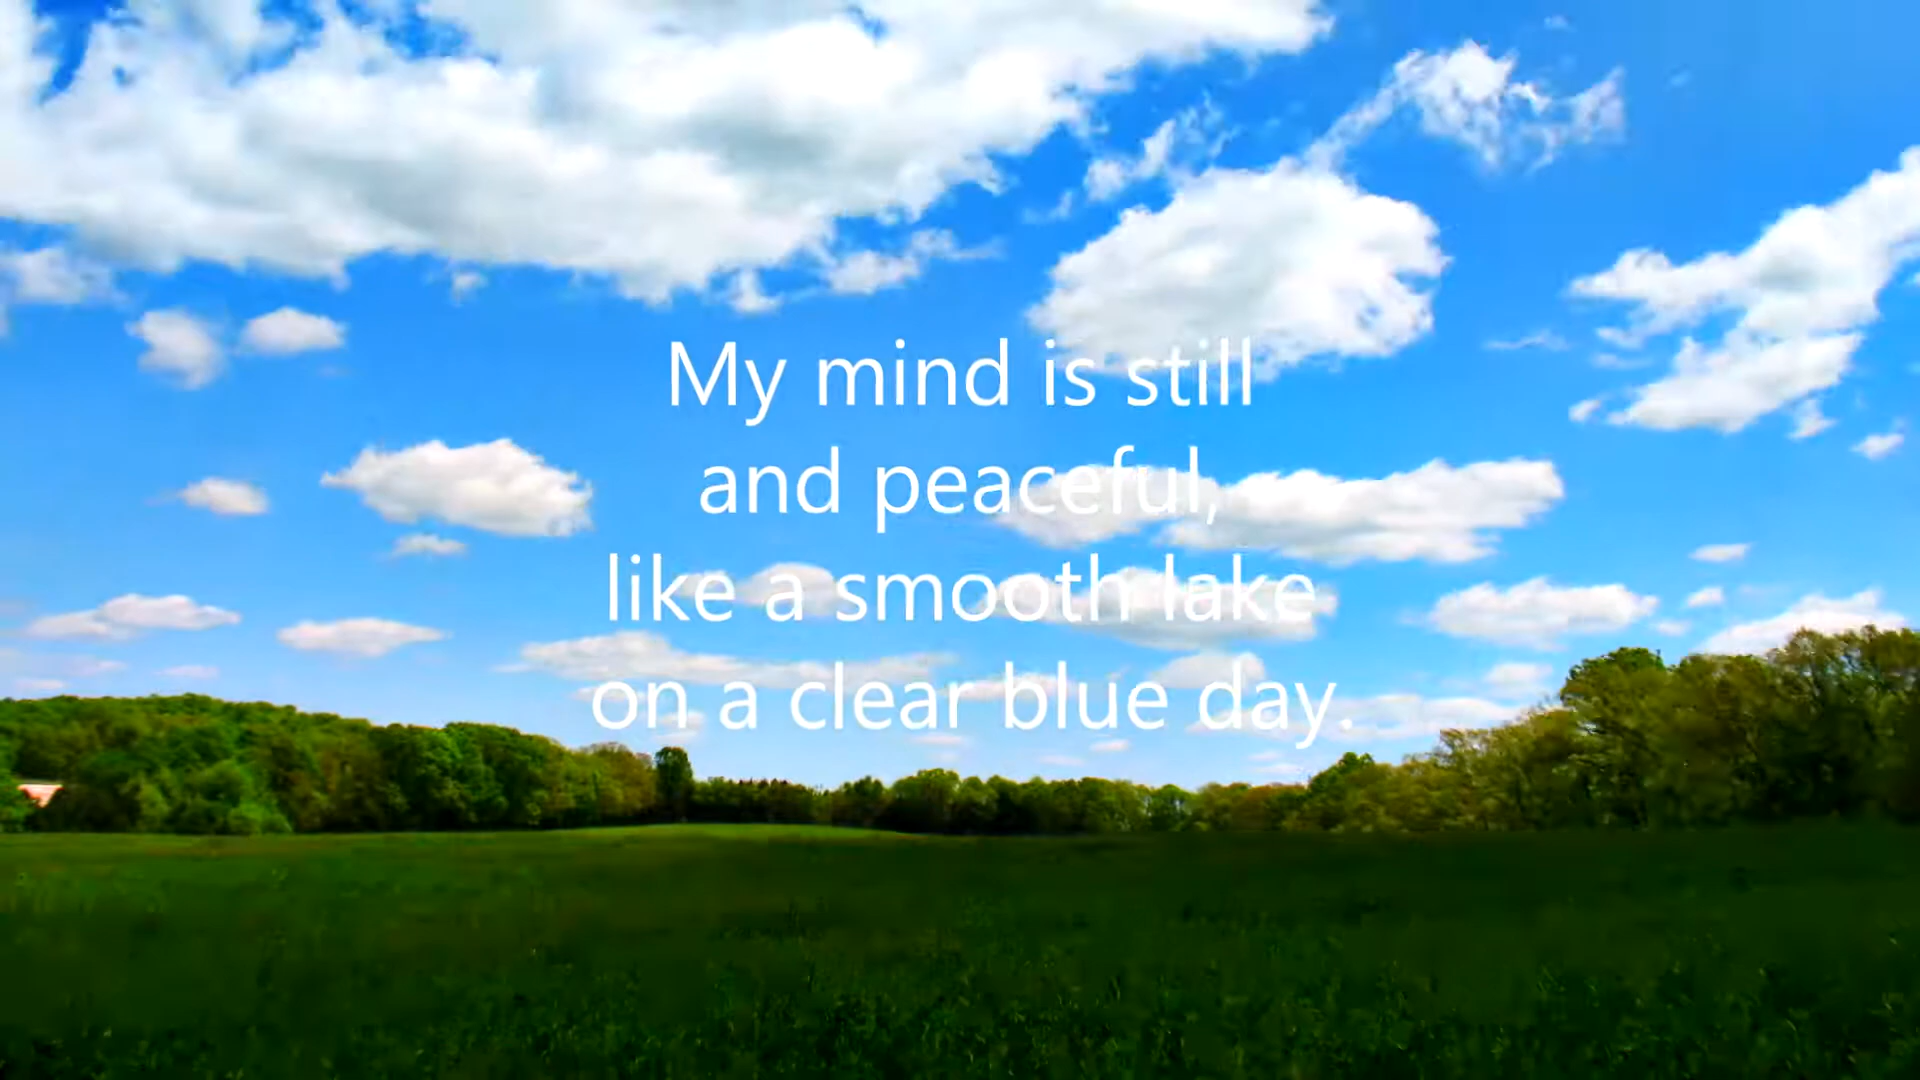 My mind is still
and peaceful,
like a smooth lake
on a clear blue day.